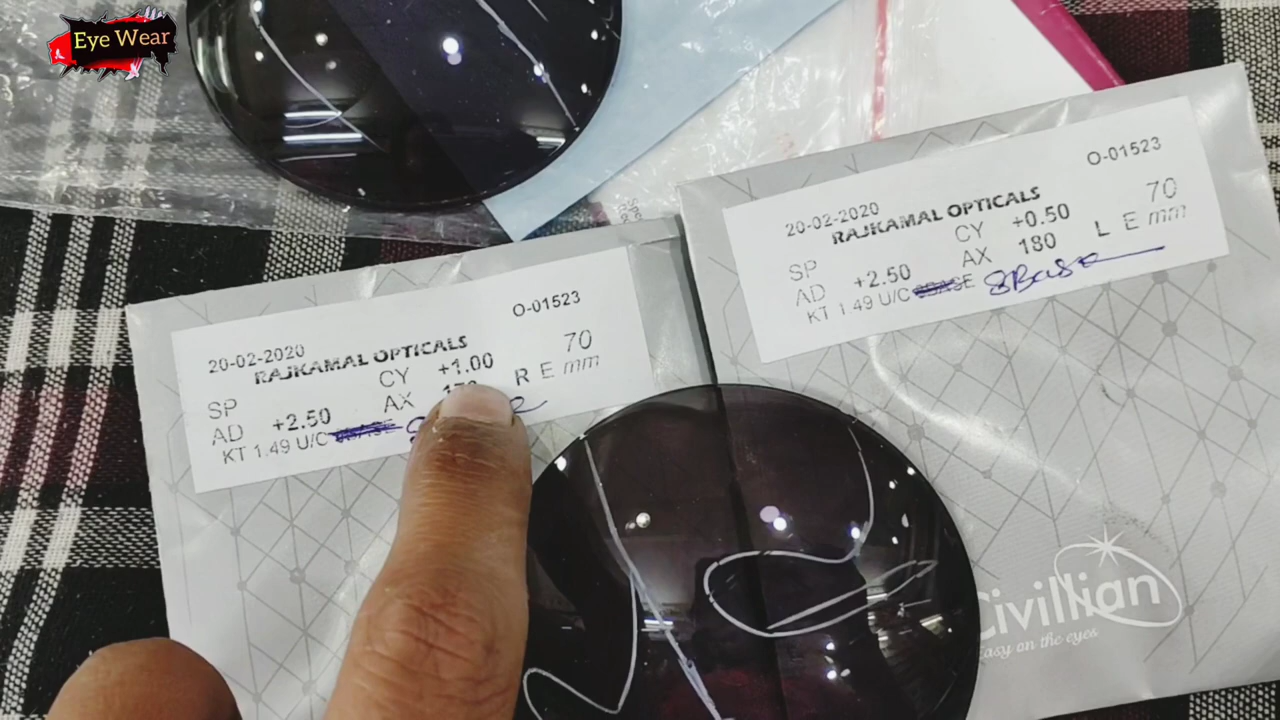 Eye Wear
O-01523
20-02-2020
RAJKAMAL OPTICALS
70
SP CY +1.00 R E mm
AD +2.50 AX
KT 1.49 U/C
O-01523
20-02-2020
RAJKAMAL OPTICALS
70
SP CY +0.50 L E mm
AD +2.50 AX 180
KT 1.49 U/C 8Base
Civillian
Easy on the eyes